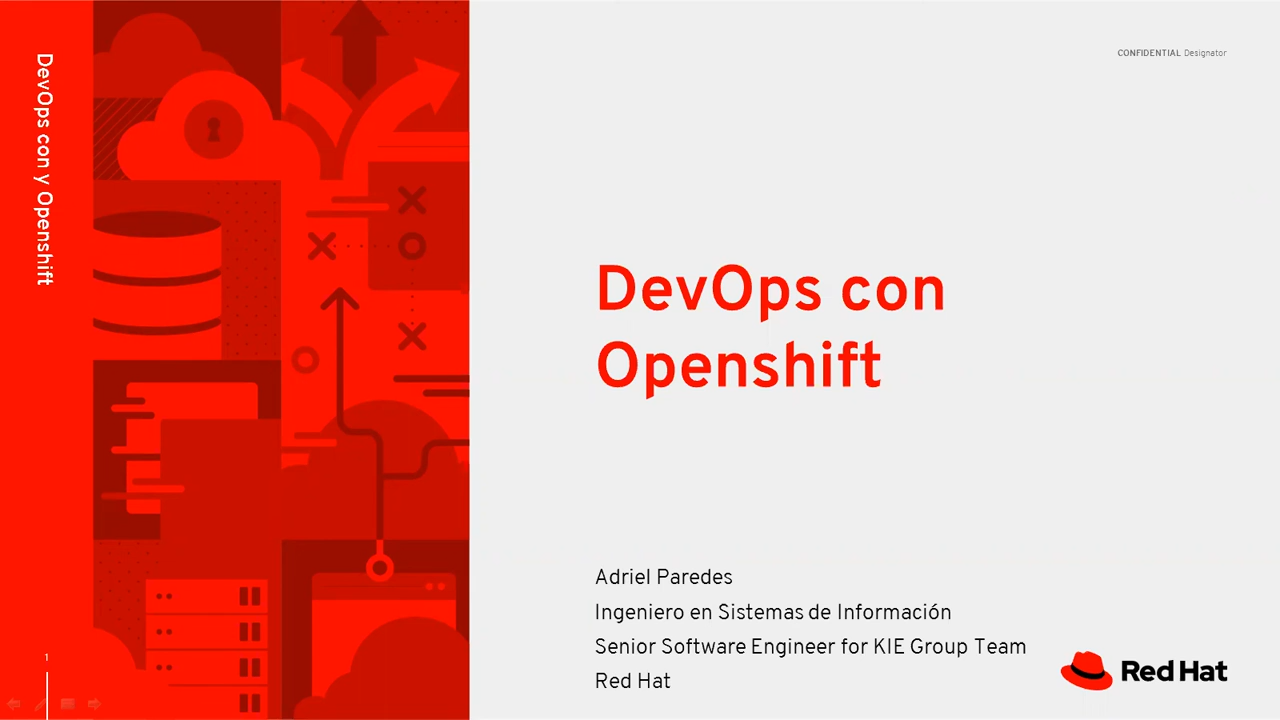 DevOps con y Openshift
CONFIDENTIAL Designator
DevOps con
Openshift
Adriel Paredes
Ingeniero en Sistemas de Información
Senior Software Engineer for KIE Group Team
Red Hat
Red Hat
1